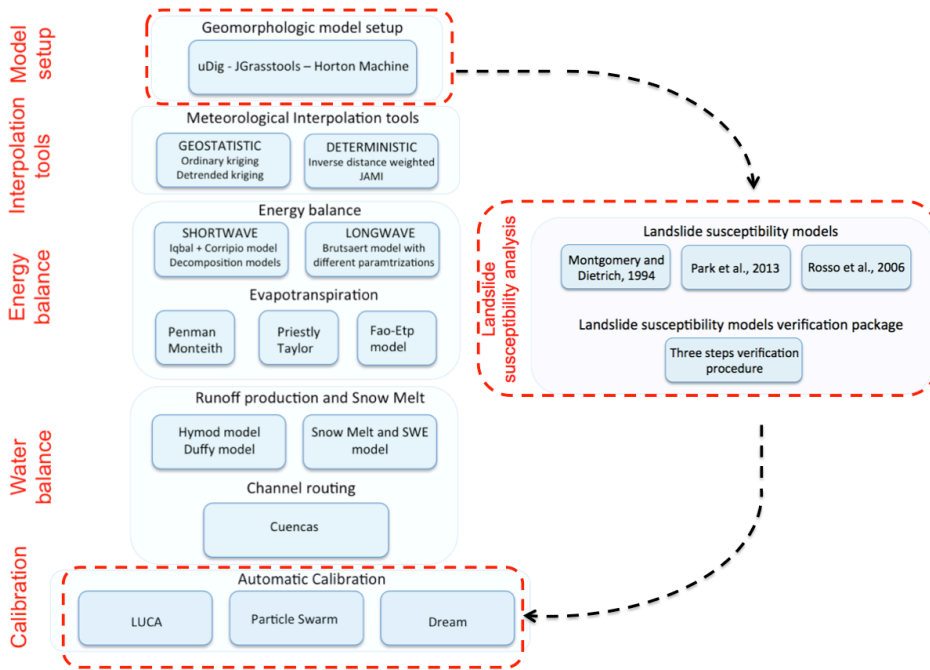 Model
setup
Geomorphologic model setup
uDig - JGrasstools – Horton Machine
Interpolation
tools
Meteorological Interpolation tools
GEOSTATISTIC
Ordinary kriging
Detrended kriging
DETERMINISTIC
Inverse distance weighted
JAMI
Energy
balance
Energy balance
SHORTWAVE
Iqbal + Corripio model
Decomposition models
LONGWAVE
Brutsaert model with
different paramtrizations
Evapotranspiration
Penman
Monteith
Priestly
Taylor
Fao-Etp
model
Water
balance
Runoff production and Snow Melt
Hymod model
Duffy model
Snow Melt and SWE
model
Channel routing
Cuencas
Calibration
Automatic Calibration
LUCA
Particle Swarm
Dream
Landslide
susceptibility analysis
Landslide susceptibility models
Montgomery and
Dietrich, 1994
Park et al., 2013
Rosso et al., 2006
Landslide susceptibility models verification package
Three steps verification
procedure